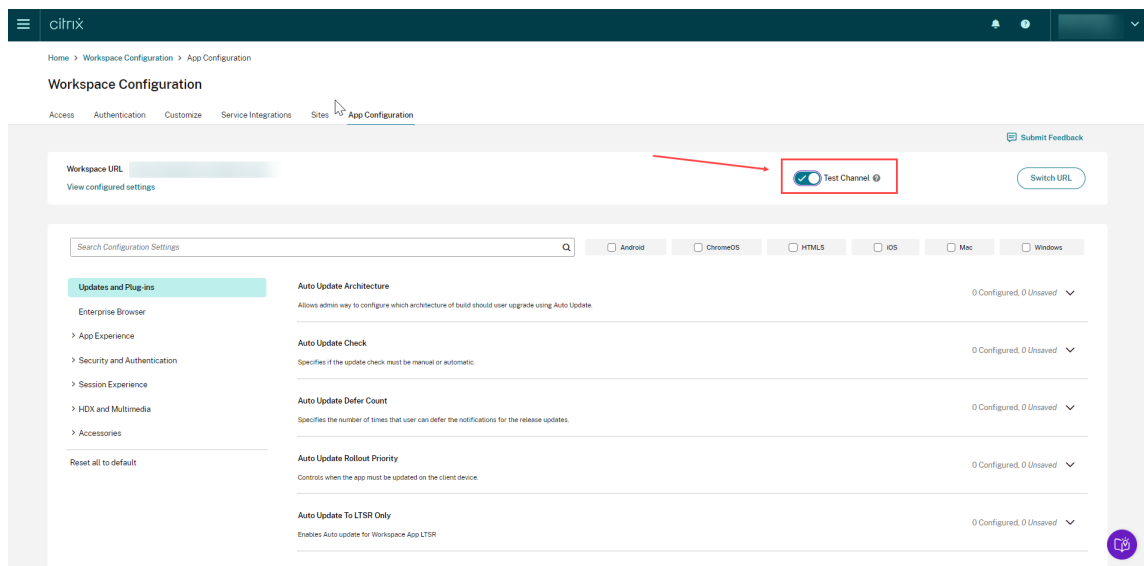 citrix
Home > Workspace Configuration > App Configuration
Workspace Configuration
Access Authentication Customize Service Integrations Sites App Configuration
Submit Feedback
Workspace URL
View configured settings
Test Channel
Switch URL
Search Configuration Settings
Android ChromeOS HTML5 iOS Mac Windows
Updates and Plug-ins
Enterprise Browser
App Experience
Security and Authentication
Session Experience
HDX and Multimedia
Accessories
Reset all to default
Auto Update Architecture
Allows admin way to configure which architecture of build should user upgrade using Auto Update.
0 Configured, 0 Unsaved
Auto Update Check
Specifies if the update check must be manual or automatic.
0 Configured, 0 Unsaved
Auto Update Defer Count
Specifies the number of times that user can defer the notifications for the release updates.
0 Configured, 0 Unsaved
Auto Update Rollout Priority
Controls when the app must be updated on the client device.
0 Configured, 0 Unsaved
Auto Update To LTSR Only
Enables Auto update for Workspace App LTSR
0 Configured, 0 Unsaved